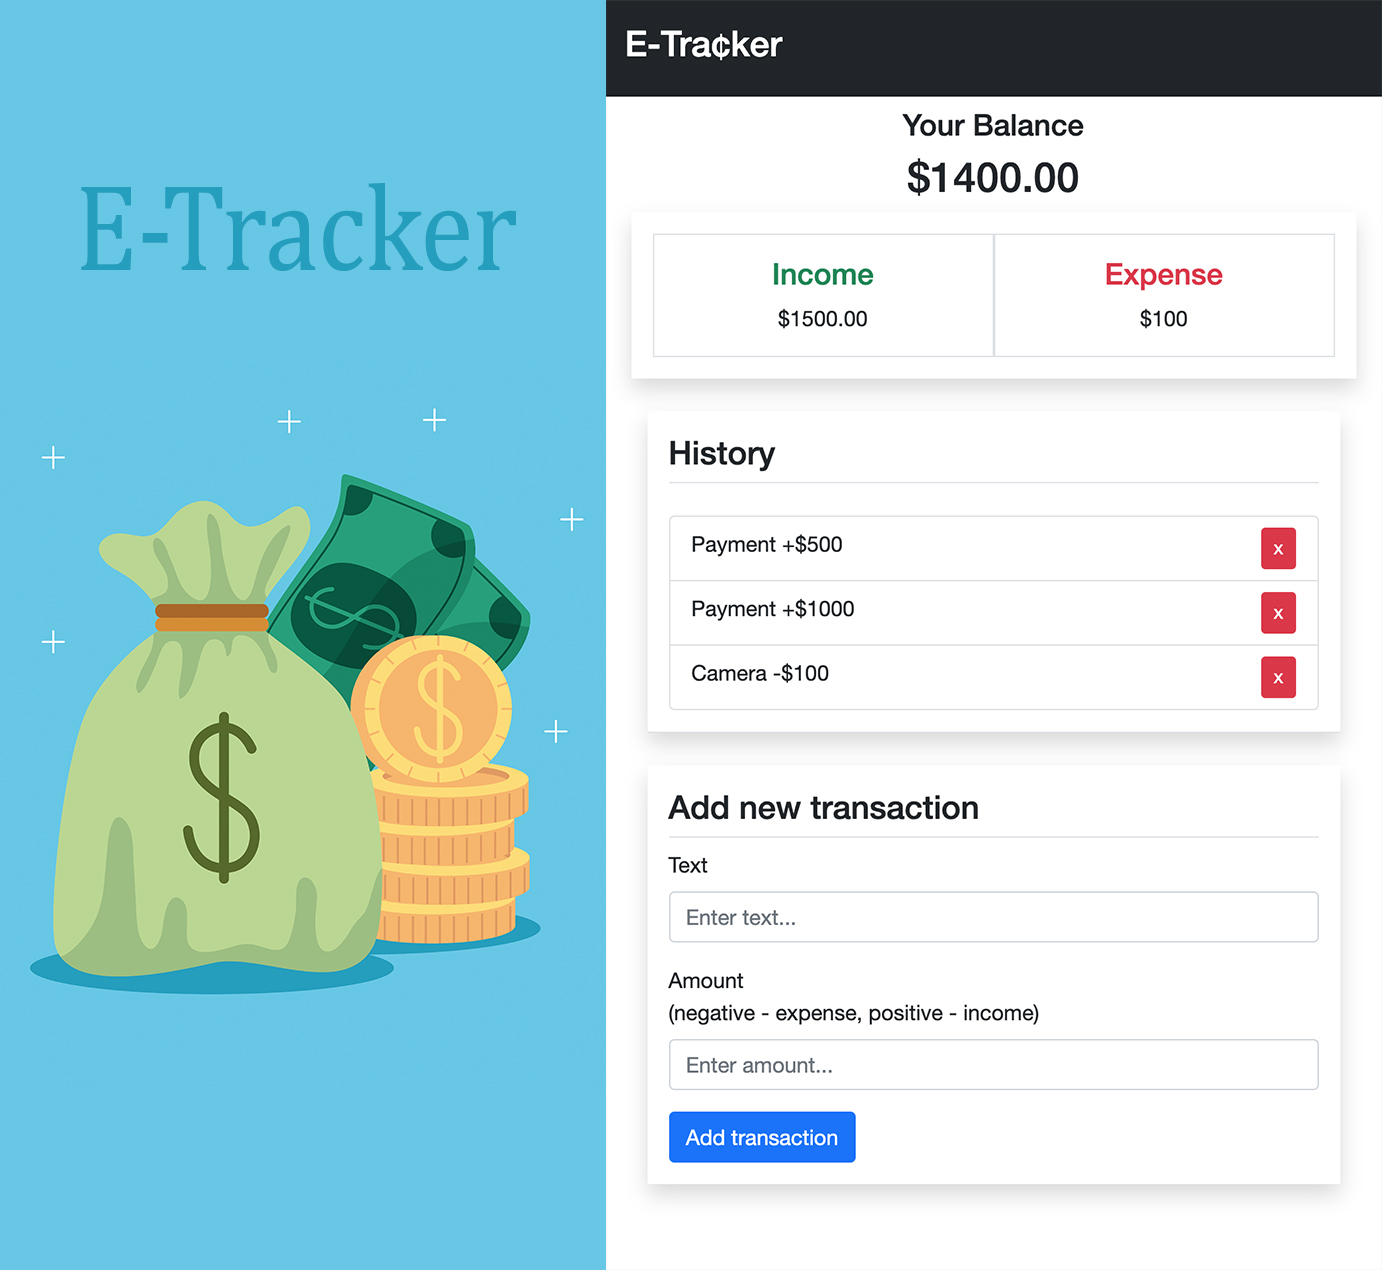 E-Tracker
$
$
$
E-Tra¢ker
Your Balance
$1400.00
Income
$1500.00
Expense
$100
History
Payment +$500
x
Payment +$1000
x
Camera -$100
x
Add new transaction
Text
Enter text...
Amount
(negative - expense, positive - income)
Enter amount...
Add transaction